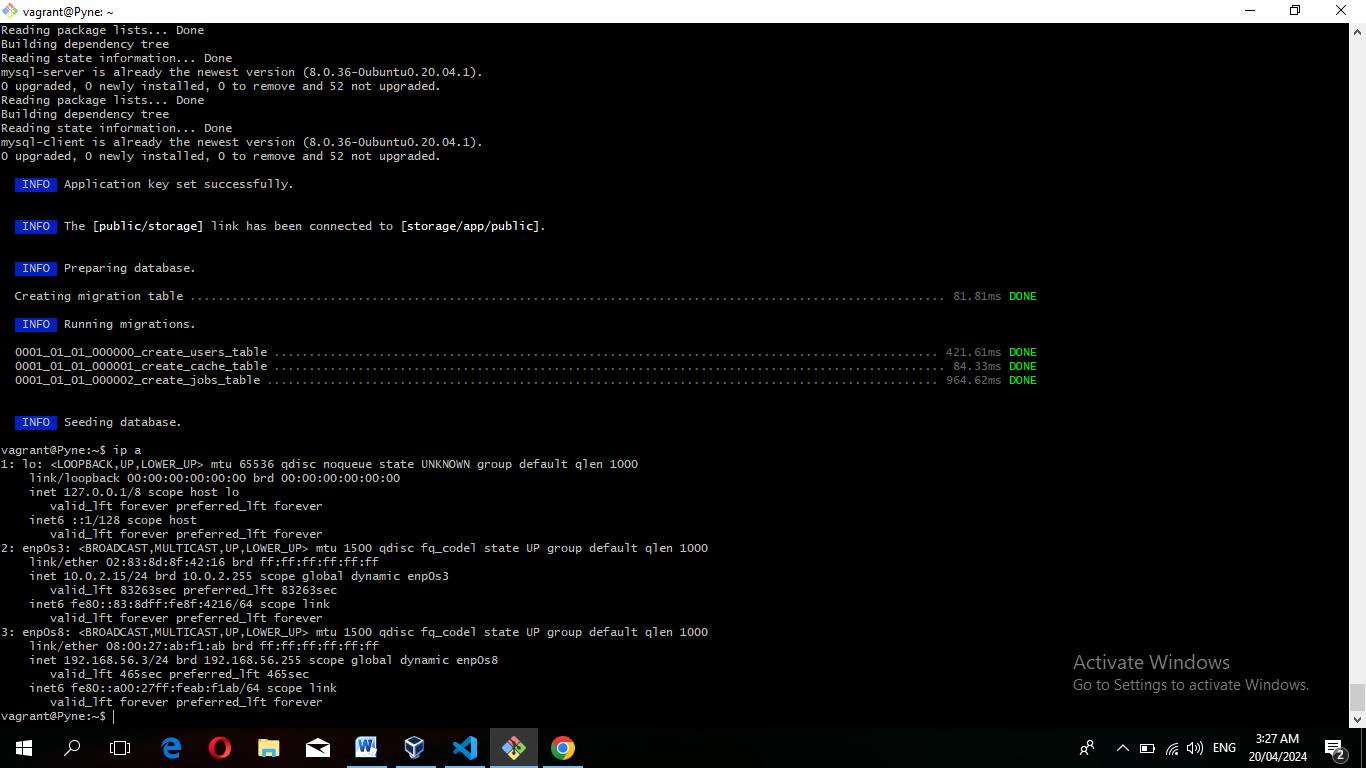 vagrant@Pyne: ~
Reading package lists... Done
Building dependency tree
Reading state information... Done
mysql-server is already the newest version (8.0.36-0ubuntu0.20.04.1).
0 upgraded, 0 newly installed, 0 to remove and 52 not upgraded.
Reading package lists... Done
Building dependency tree
Reading state information... Done
mysql-client is already the newest version (8.0.36-0ubuntu0.20.04.1).
0 upgraded, 0 newly installed, 0 to remove and 52 not upgraded.
INFO Application key set successfully.
INFO The [public/storage] link has been connected to [storage/app/public].
INFO Preparing database.
Creating migration table ............................................................................................................ 81.81ms DONE
INFO Running migrations.
0001_01_01_000000_create_users_table ............................................................................................... 421.61ms DONE
0001_01_01_000001_create_cache_table ................................................................................................ 84.33ms DONE
0001_01_01_000002_create_jobs_table ................................................................................................ 964.62ms DONE
INFO Seeding database.
vagrant@Pyne:~$ ip a
1: lo: <LOOPBACK,UP,LOWER_UP> mtu 65536 qdisc noqueue state UNKNOWN group default qlen 1000
link/loopback 00:00:00:00:00:00 brd 00:00:00:00:00:00
inet 127.0.0.1/8 scope host lo
valid_lft forever preferred_lft forever
inet6 ::1/128 scope host
valid_lft forever preferred_lft forever
2: enp0s3: <BROADCAST,MULTICAST,UP,LOWER_UP> mtu 1500 qdisc fq_codel state UP group default qlen 1000
link/ether 02:83:8d:8f:42:16 brd ff:ff:ff:ff:ff:ff
inet 10.0.2.15/24 brd 10.0.2.255 scope global dynamic enp0s3
valid_lft 83263sec preferred_lft 83263sec
inet6 fe80::83:8dff:fe8f:4216/64 scope link
valid_lft forever preferred_lft forever
3: enp0s8: <BROADCAST,MULTICAST,UP,LOWER_UP> mtu 1500 qdisc fq_codel state UP group default qlen 1000
link/ether 08:00:27:ab:f1:ab brd ff:ff:ff:ff:ff:ff
inet 192.168.56.3/24 brd 192.168.56.255 scope global dynamic enp0s8
valid_lft 465sec preferred_lft 465sec
inet6 fe80::a00:27ff:feab:f1ab/64 scope link
valid_lft forever preferred_lft forever
vagrant@Pyne:~$
Activate Windows
Go to Settings to activate Windows.
ENG
3:27 AM
20/04/2024
2